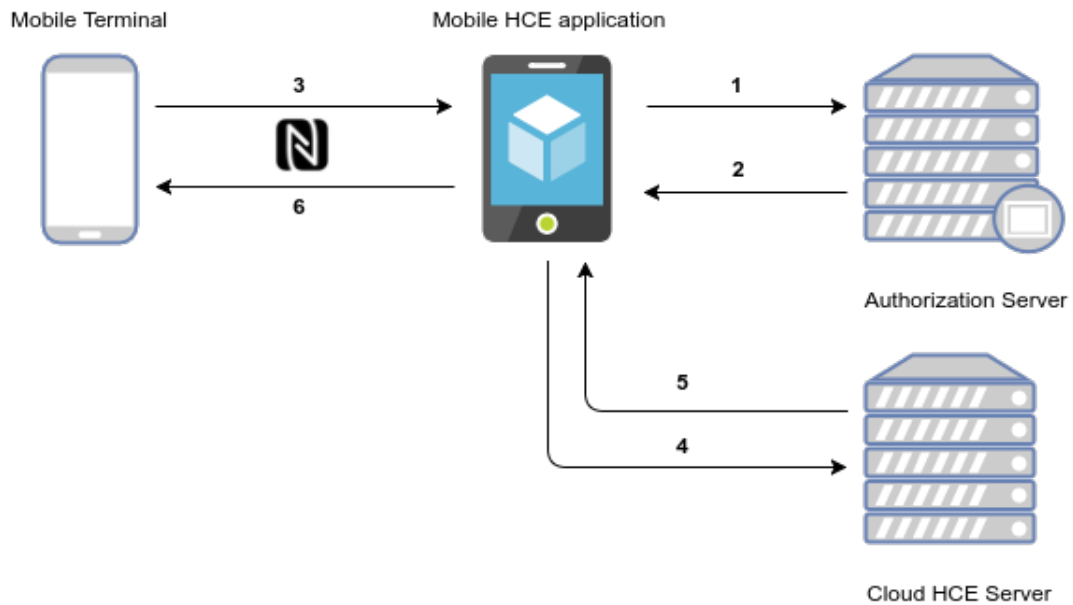 Mobile Terminal
Mobile HCE application
3
1
2
6
Authorization Server
5
4
Cloud HCE Server